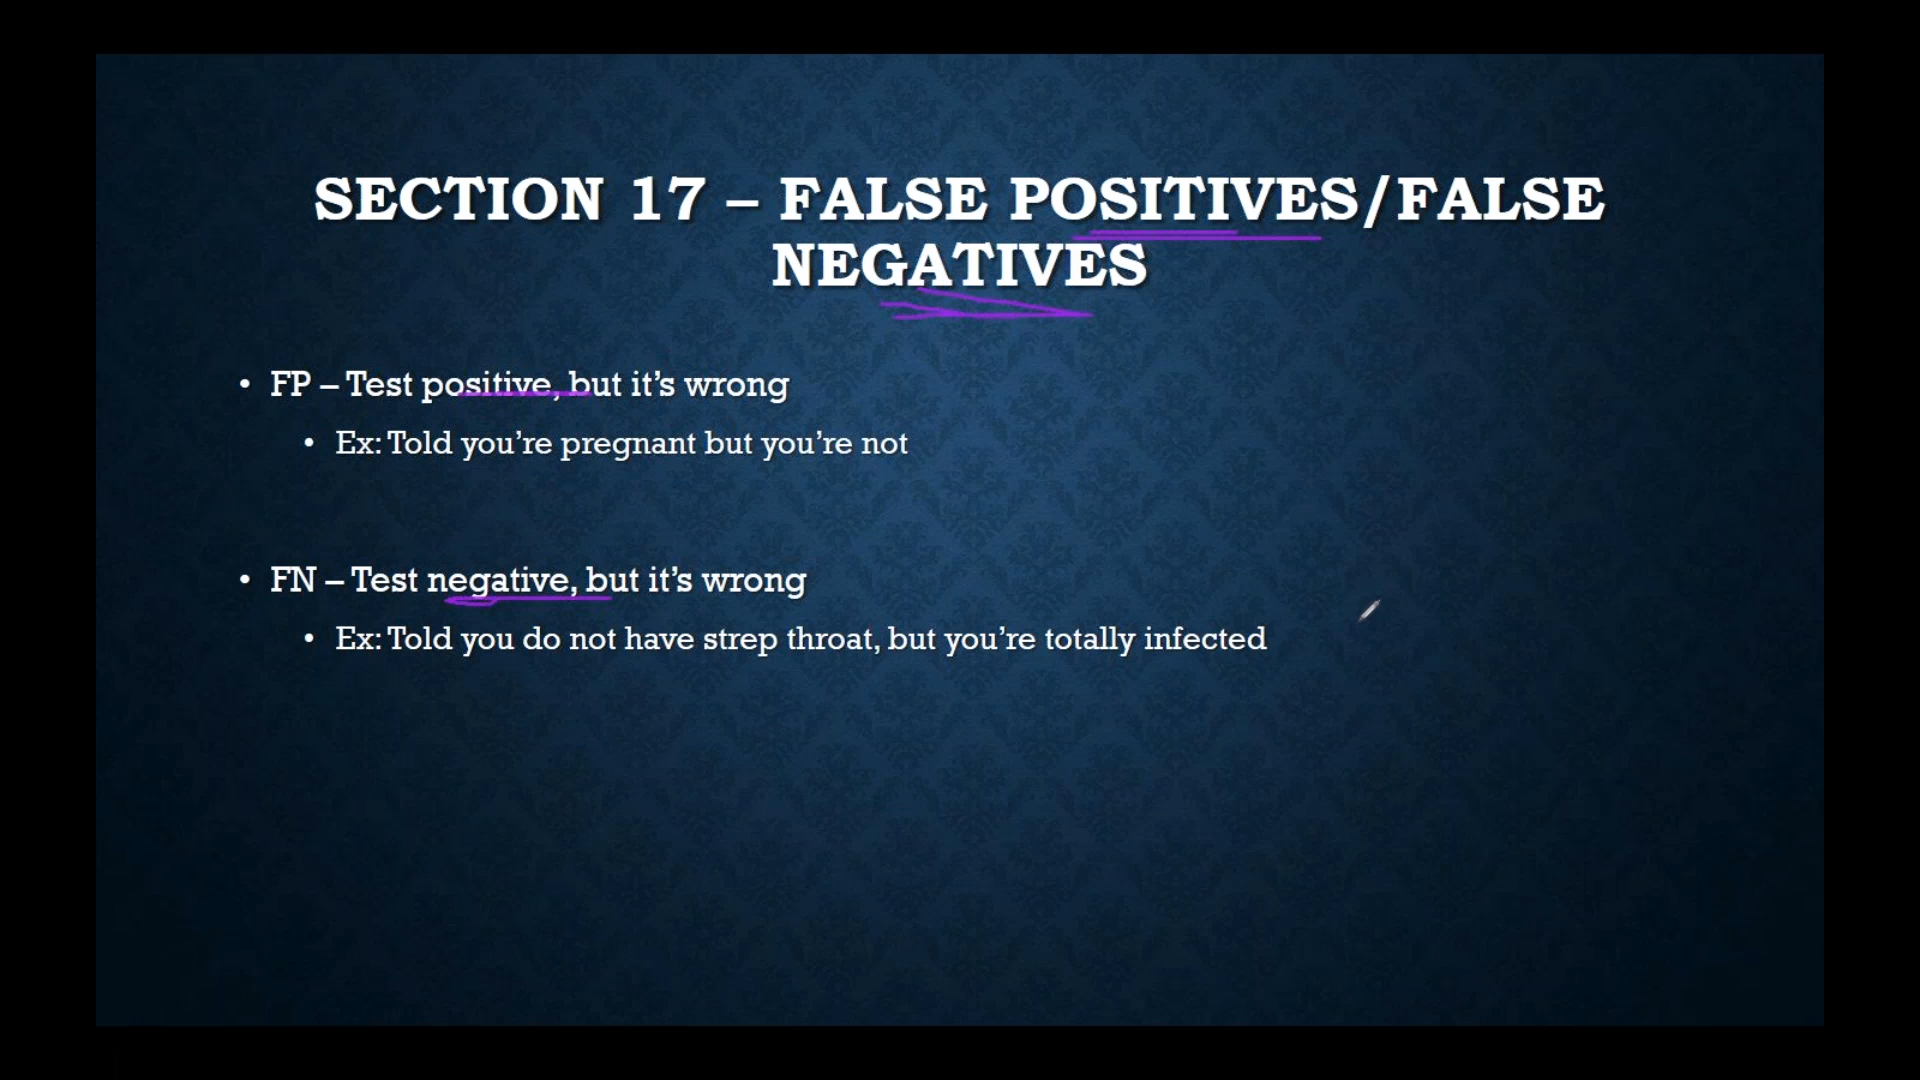 SECTION 17 – FALSE POSITIVES/FALSE
NEGATIVES
• FP – Test positive, but it’s wrong
• Ex: Told you’re pregnant but you’re not
• FN – Test negative, but it’s wrong
• Ex: Told you do not have strep throat, but you’re totally infected